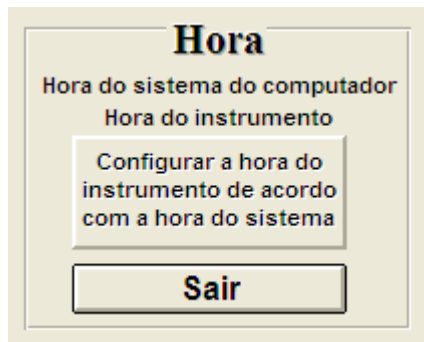 Hora
Hora do sistema do computador
Hora do instrumento
Configurar a hora do
instrumento de acordo
com a hora do sistema
Sair